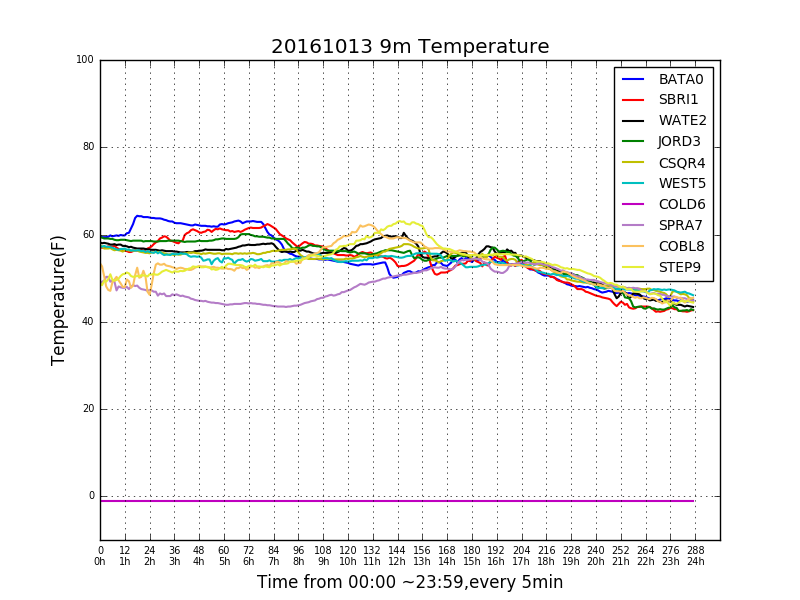 20161013 9m Temperature
100
80
60
40
20
0
Temperature(F)
BATA0
SBRI1
WATE2
JORD3
CSQR4
WEST5
COLD6
SPRA7
COBL8
STEP9
0 12 24 36 48 60 72 84 96 108 120 132 144 156 168 180 192 204 216 228 240 252 264 276 288
0h 1h 2h 3h 4h 5h 6h 7h 8h 9h 10h 11h 12h 13h 14h 15h 16h 17h 18h 19h 20h 21h 22h 23h 24h
Time from 00:00 ~23:59,every 5min